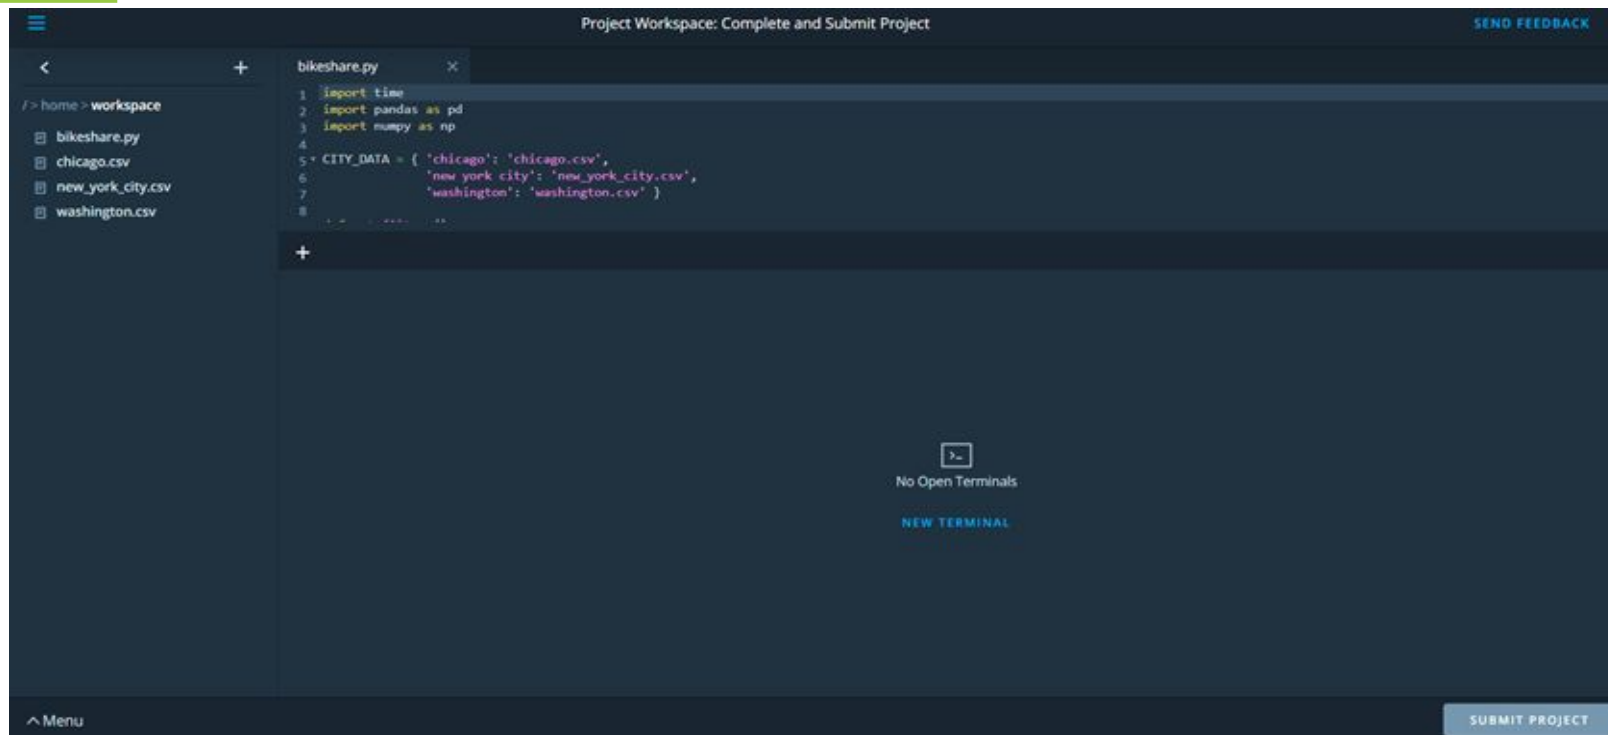 Project Workspace: Complete and Submit Project
SEND FEEDBACK
/ > home > workspace
bikeshare.py
chicago.csv
new_york_city.csv
washington.csv
bikeshare.py
1 import time
2 import pandas as pd
3 import numpy as np
4
5 CITY_DATA = { 'chicago': 'chicago.csv',
6 'new york city': 'new_york_city.csv',
7 'washington': 'washington.csv' }
8
No Open Terminals
NEW TERMINAL
Menu
SUBMIT PROJECT